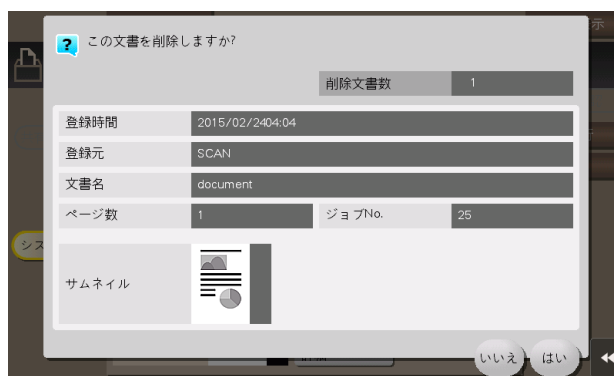 この文書を削除しますか?
削除文書数 1
登録時間 2015/02/2404:04
登録元 SCAN
文書名 document
ページ数 1 ジョブNo. 25
サムネイル
シス
いいえ はい